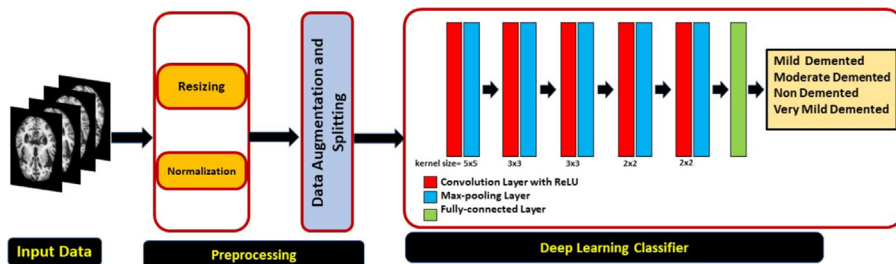 Resizing
Normalization
Data Augmentation and
Splitting
kernel size= 5x5
3x3
3x3
2x2
2x2
Convolution Layer with ReLU
Max-pooling Layer
Fully-connected Layer
Mild Demented
Moderate Demented
Non Demented
Very Mild Demented
Input Data
Preprocessing
Deep Learning Classifier